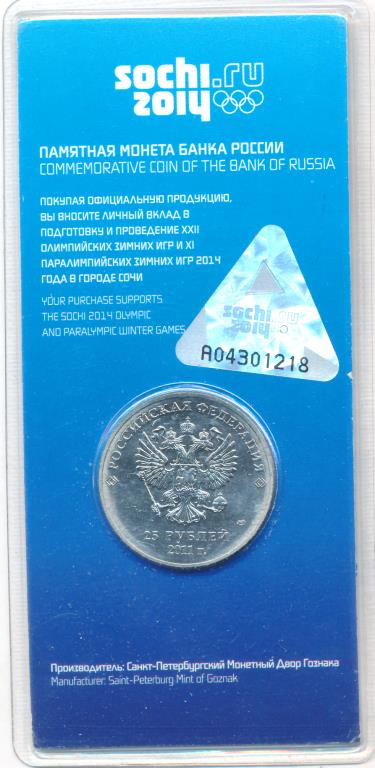 sochi.ru
2014
ПАМЯТНАЯ МОНЕТА БАНКА РОССИИ
COMMEMORATIVE COIN OF THE BANK OF RUSSIA
ПОКУПАЯ ОФИЦИАЛЬНУЮ ПРОДУКЦИЮ,
ВЫ ВНОСИТЕ ЛИЧНЫЙ ВКЛАД В
ПОДГОТОВКУ И ПРОВЕДЕНИЕ XXII
ОЛИМПИЙСКИХ ЗИМНИХ ИГР И XI
ПАРАЛИМПИЙСКИХ ЗИМНИХ ИГР 2014
ГОДА В ГОРОДЕ СОЧИ
YOUR PURCHASE SUPPORTS
THE SOCHI 2014 OLYMPIC
AND PARALYMPIC WINTER GAMES
sochi.ru
2014
A04301218
РОССИЙСКАЯ ФЕДЕРАЦИЯ
25 РУБЛЕЙ
2011 г.
Производитель: Санкт-Петербургский Монетный Двор Гознака
Manufacturer: Saint-Peterburg Mint of Goznak